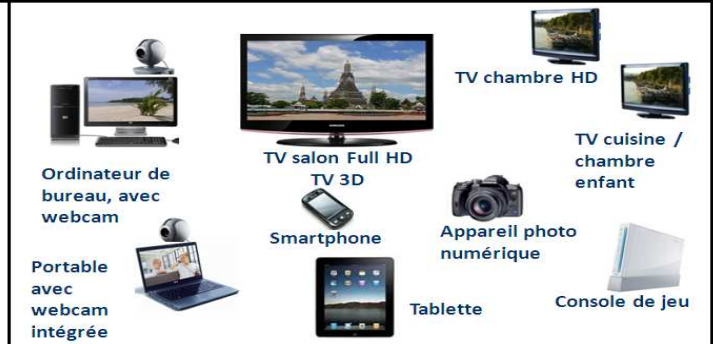 TV chambre HD
TV salon Full HD
TV 3D
TV cuisine /
chambre
enfant
Ordinateur de
bureau, avec
webcam
Smartphone
Appareil photo
numérique
Portable
avec
webcam
intégrée
Tablette
Console de jeu